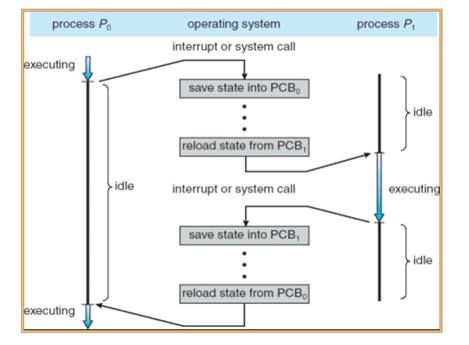 process P0 operating system process P1
interrupt or system call
executing
save state into PCB0
idle
reload state from PCB1
idle
interrupt or system call
executing
save state into PCB1
idle
reload state from PCB0
executing